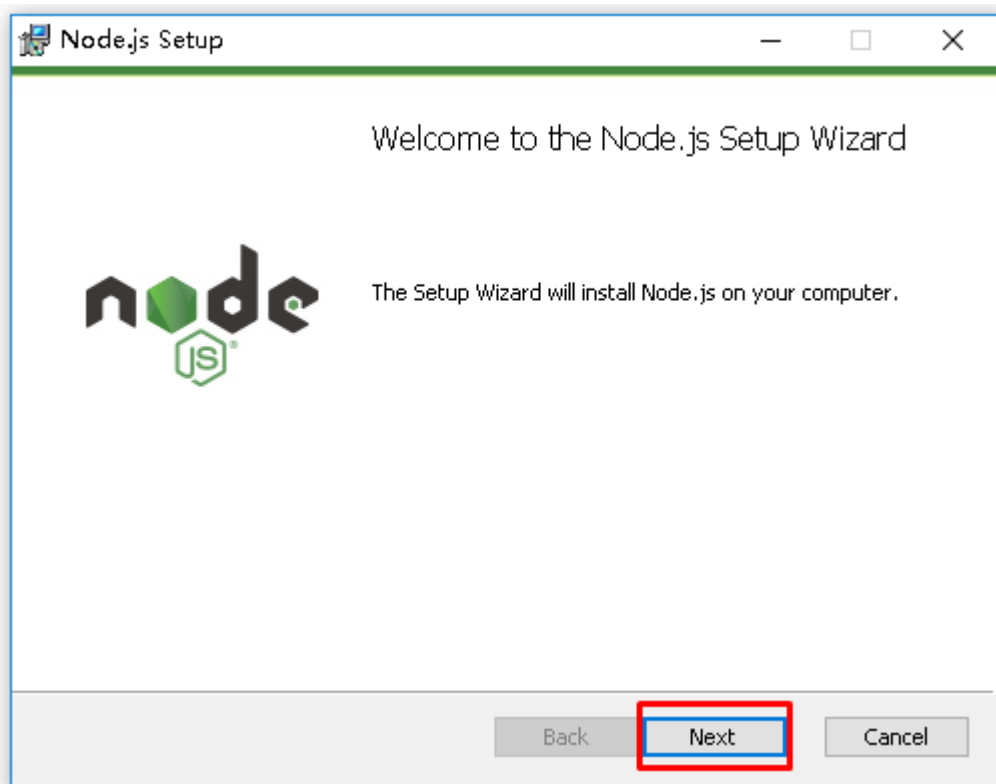 Node.js Setup
Welcome to the Node.js Setup Wizard
node
JS®
The Setup Wizard will install Node.js on your computer.
Back
Next
Cancel